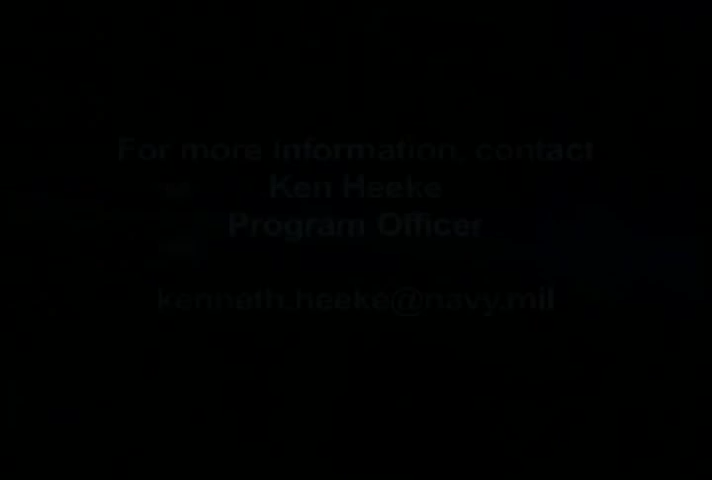 For more information, contact
Ken Heeke
Program Officer
kenneth.heeke@navy.mil